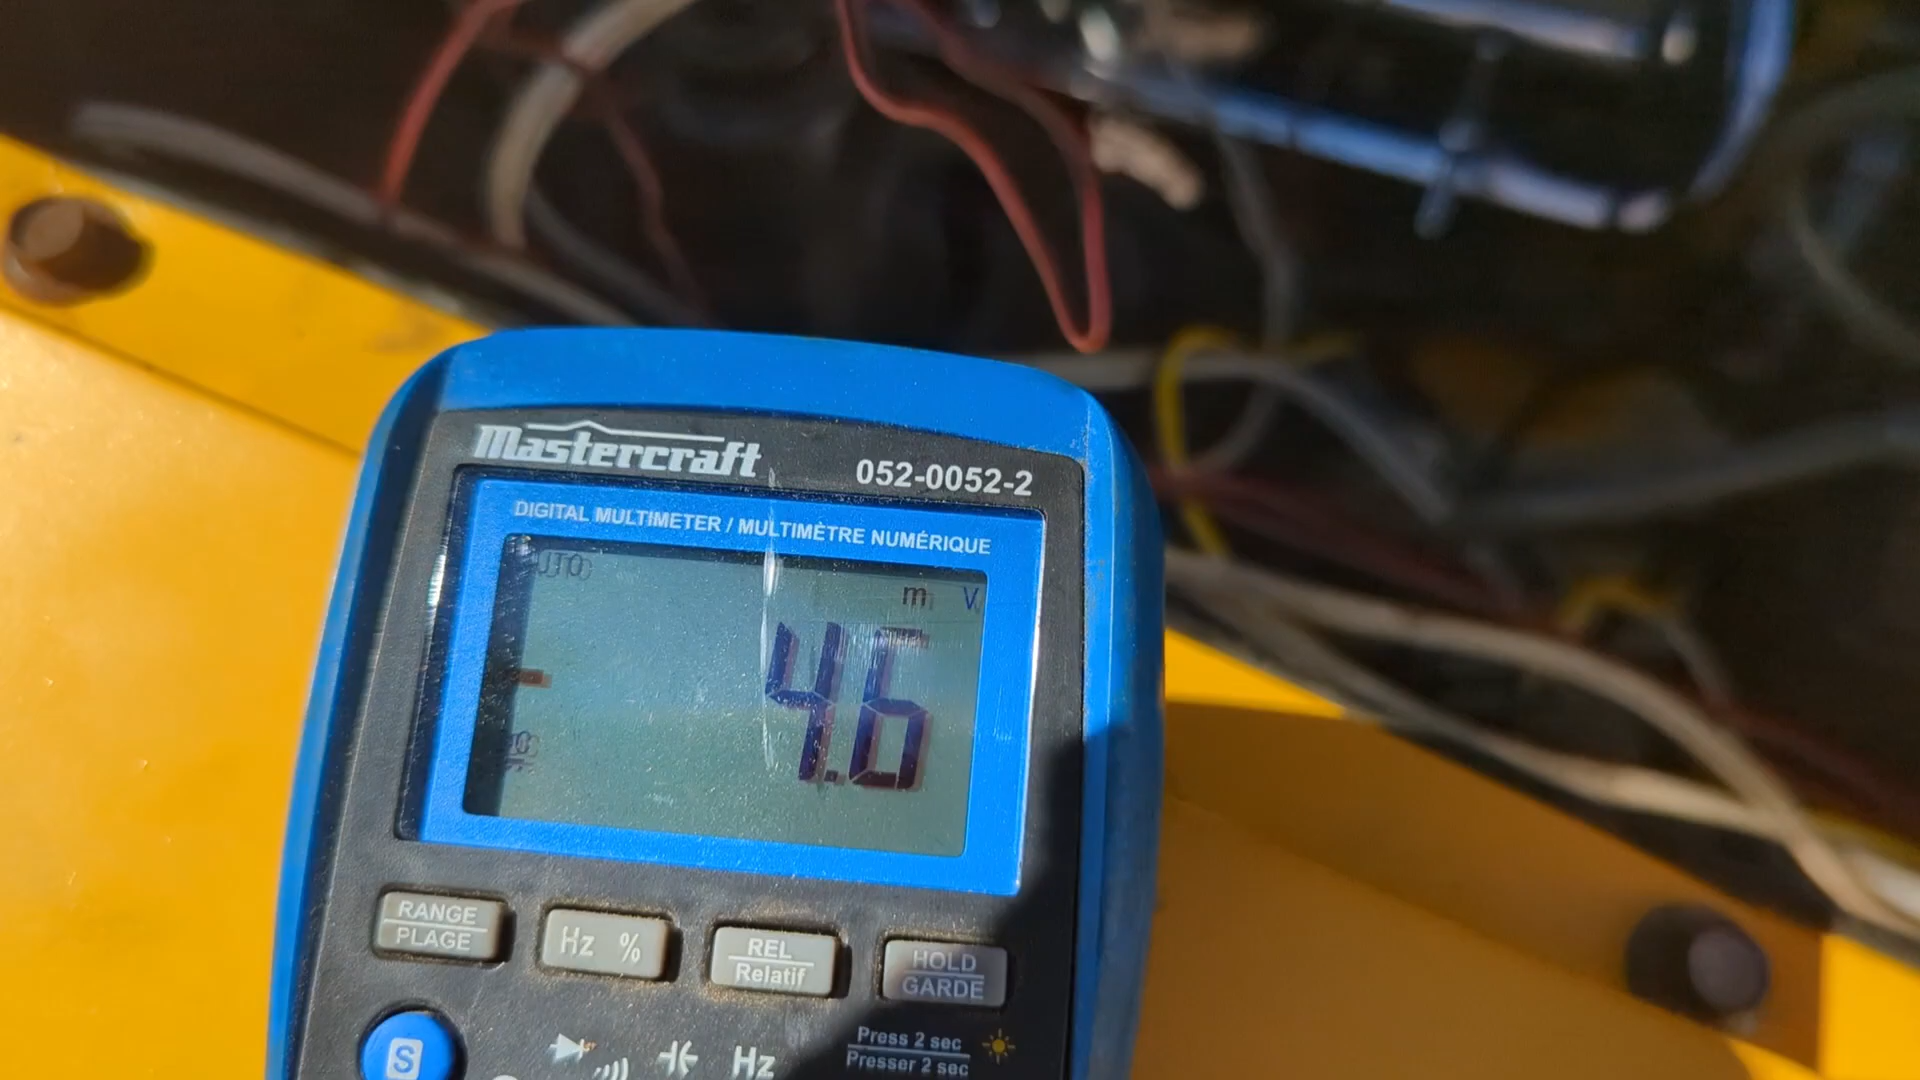 Mastercraft
052-0052-2
DIGITAL MULTIMETER / MULTIMÈTRE NUMÉRIQUE
m V
- 4.6
RANGE
PLAGE
Hz %
REL
Relatif
HOLD
GARDE
S
Hz
Press 2 sec
Presser 2 sec